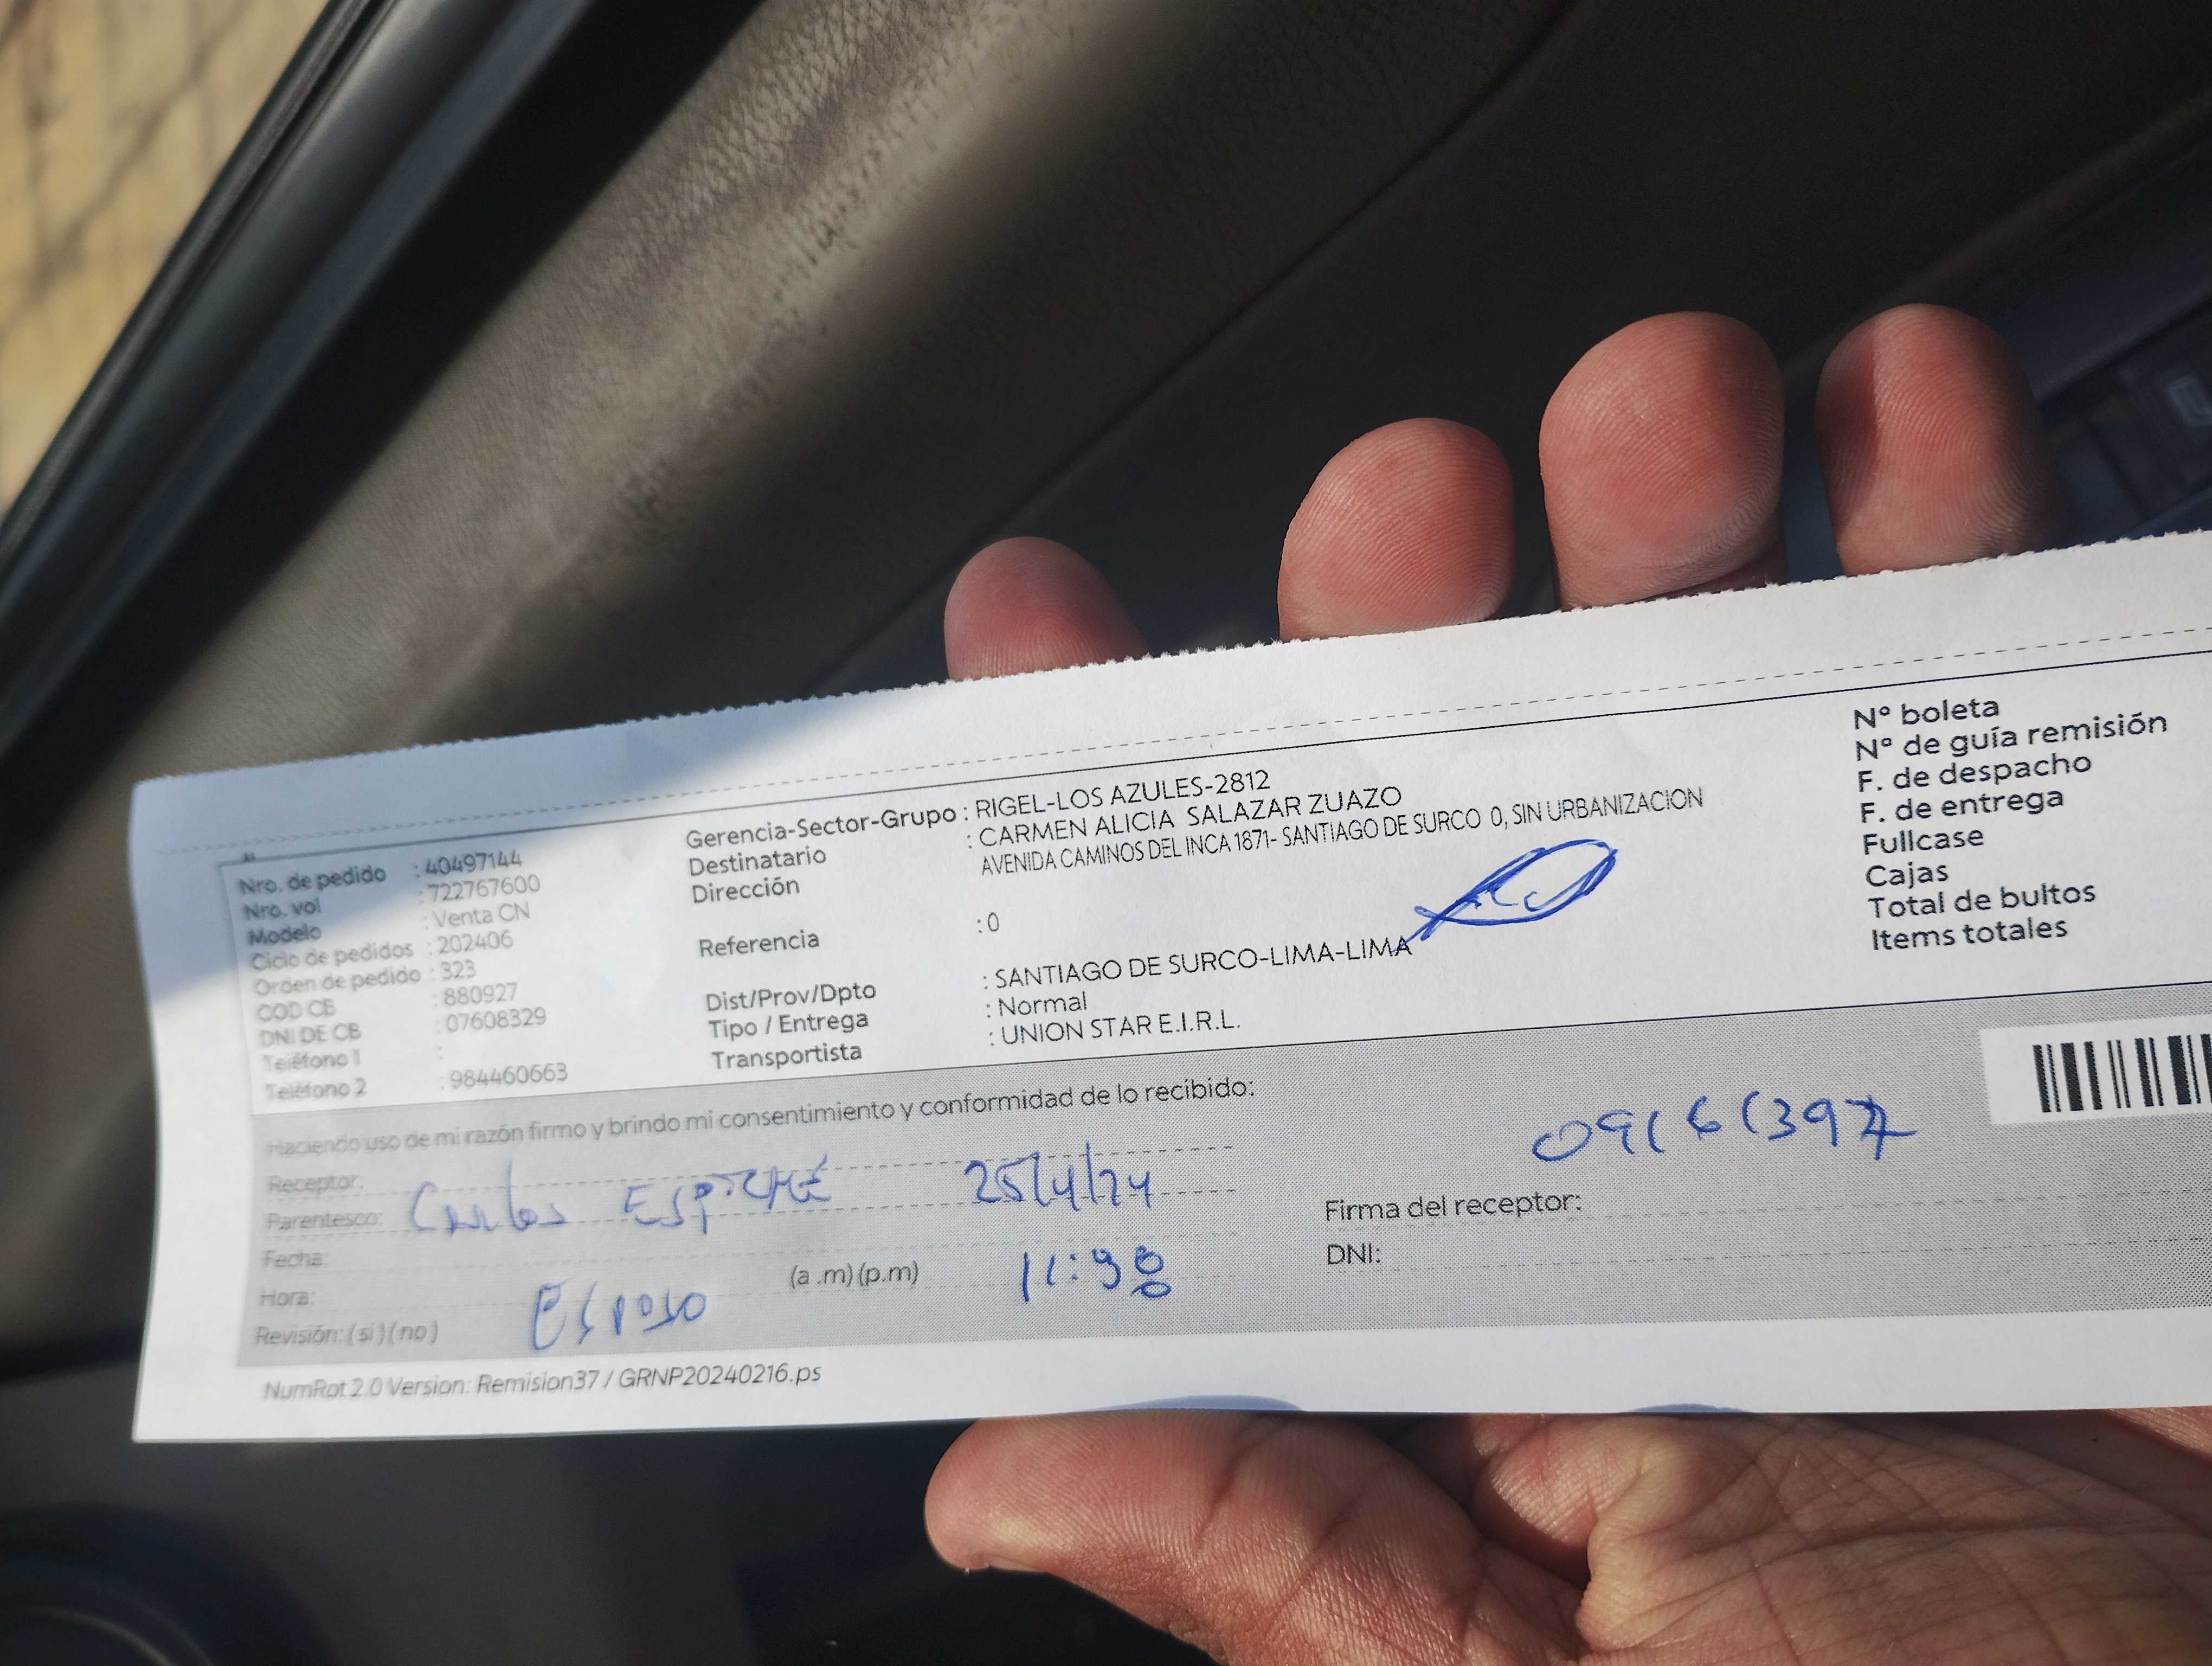 Nro. de pedido : 40497144
Nro. vol : 722767600
Modelo : Venta CN
Ciclo de pedidos : 202406
Orden de pedido : 323
COD CB : 880927
DNI DE CB : 07608329
Teléfono 1 :
Teléfono 2 : 984460663
Gerencia-Sector-Grupo : RIGEL-LOS AZULES-2812
Destinatario : CARMEN ALICIA SALAZAR ZUAZO
Dirección AVENIDA CAMINOS DEL INCA 1871- SANTIAGO DE SURCO 0, SIN URBANIZACION
Referencia : 0
Dist/Prov/Dpto : SANTIAGO DE SURCO-LIMA-LIMA
Tipo / Entrega : Normal
Transportista : UNION STAR E.I.R.L.
N° boleta
N° de guía remisión
F. de despacho
F. de entrega
Fullcase
Cajas
Total de bultos
Items totales
Haciendo uso de mi razón firmo y brindo mi consentimiento y conformidad de lo recibido:
Receptor:
Parentesco: Carlos 25/4/24
Fecha:
Hora: (a .m) (p.m)
Revisión: ( si ) ( no ) Esposo
Firma del receptor:
DNI:
NumRot 2.0 Version: Remision37 / GRNP20240216.ps